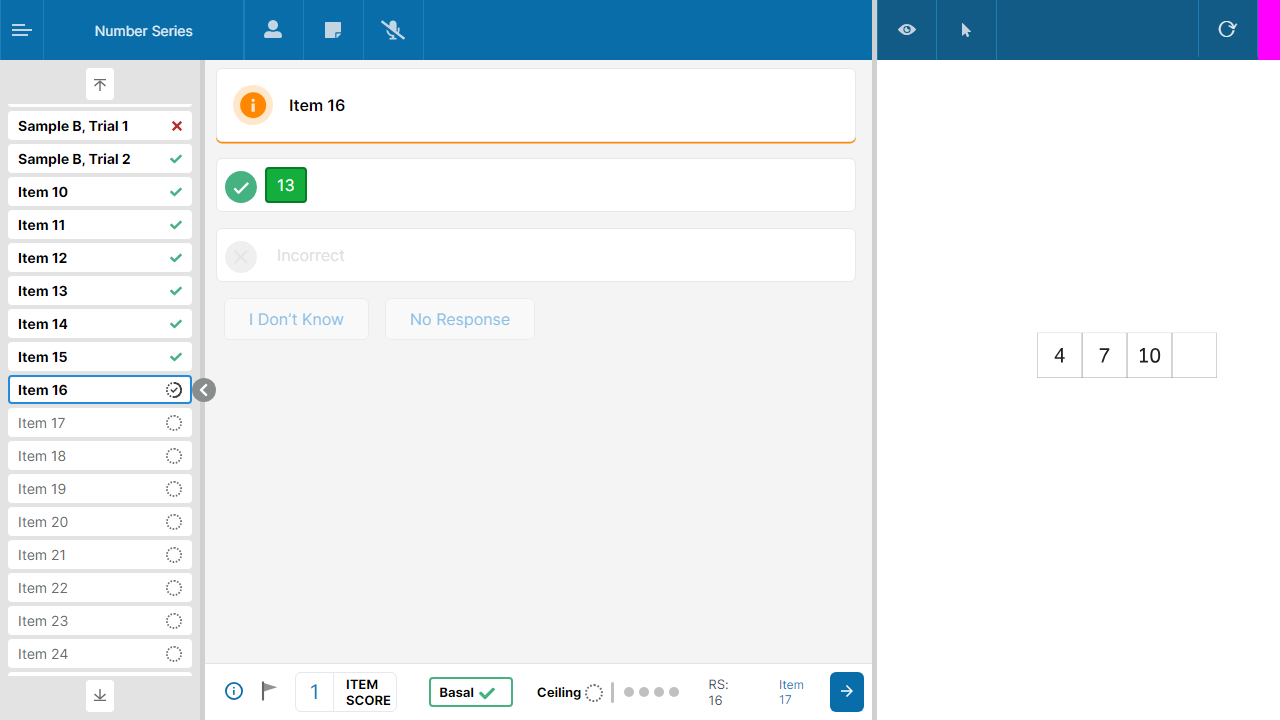 Number Series
Sample B, Trial 1
Sample B, Trial 2
Item 10
Item 11
Item 12
Item 13
Item 14
Item 15
Item 16
Item 17
Item 18
Item 19
Item 20
Item 21
Item 22
Item 23
Item 24
Item 16
13
Incorrect
I Don't Know
No Response
4 7 10
1
ITEM
SCORE
Basal
Ceiling
RS:
16
Item
17